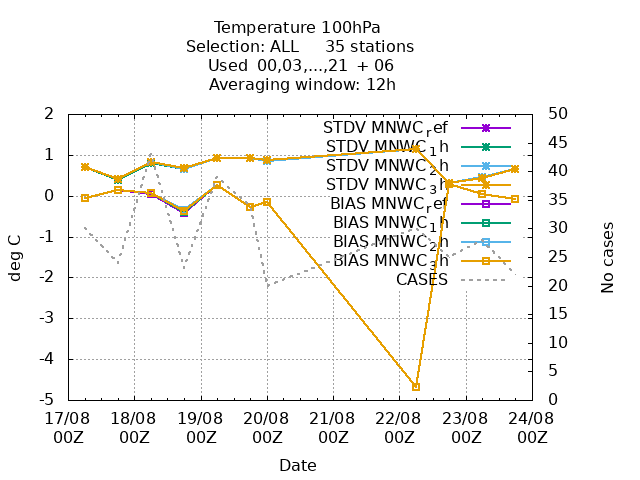 Temperature 100hPa
Selection: ALL 35 stations
Used 00,03,...,21 + 06
Averaging window: 12h
2
1
0
-1
-2
-3
-4
-5
deg C
50
45
40
35
30
25
20
15
10
5
0
No cases
STDV MNWC_ref
STDV MNWC_1h
STDV MNWC_2h
STDV MNWC_3h
BIAS MNWC_ref
BIAS MNWC_1h
BIAS MNWC_2h
BIAS MNWC_3h
CASES
17/08 18/08 19/08 20/08 21/08 22/08 23/08 24/08
00Z 00Z 00Z 00Z 00Z 00Z 00Z 00Z
Date